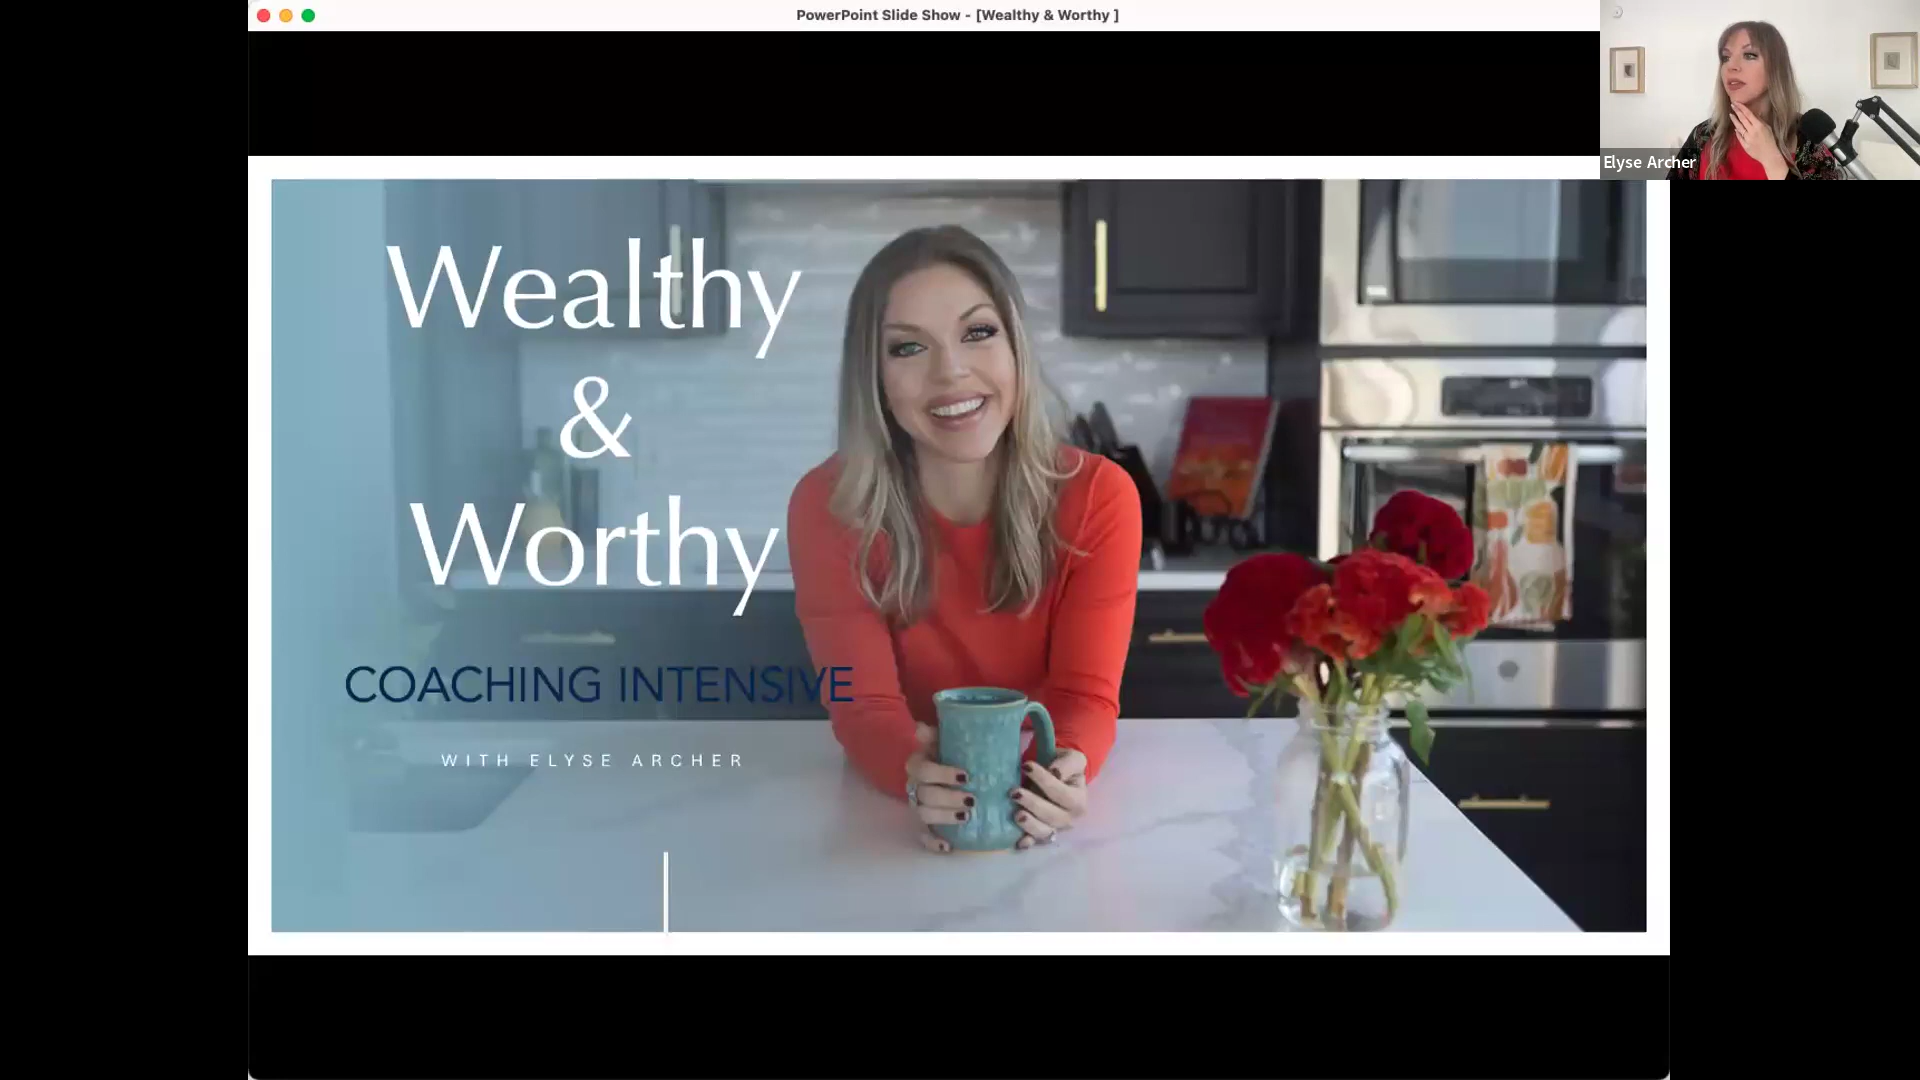 PowerPoint Slide Show - [Wealthy & Worthy ]
Elyse Archer
Wealthy
&
Worthy
COACHING INTENSIVE
WITH ELYSE ARCHER